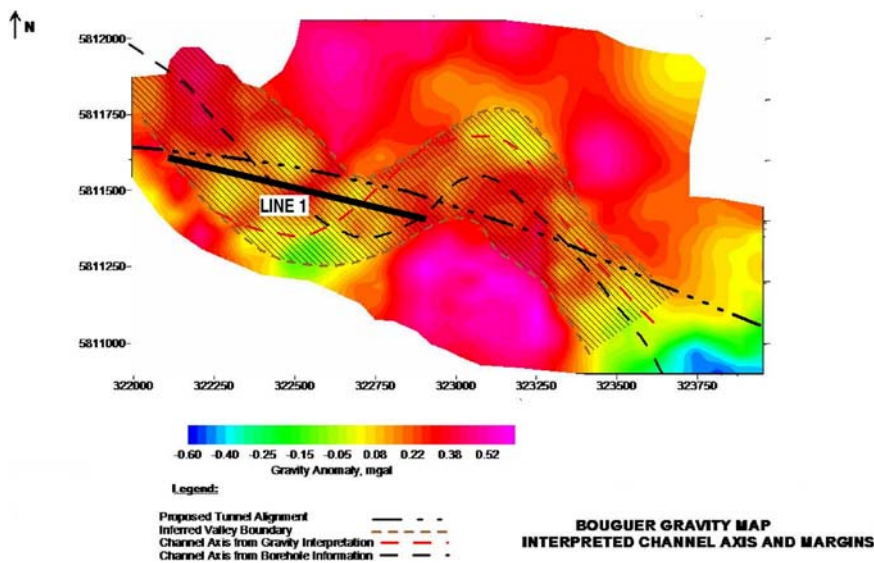 N
5812000
5811750
5811500
5811250
5811000
LINE 1
322000 322250 322500 322750 323000 323250 323500 323750
-0.60 -0.40 -0.25 -0.15 -0.05 0.08 0.22 0.38 0.52
Gravity Anomaly, mgal
Legend:
Proposed Tunnel Alignment
Inferred Valley Boundary
Channel Axis from Gravity Interpretation
Channel Axis from Borehole Information
BOUGUER GRAVITY MAP
INTERPRETED CHANNEL AXIS AND MARGINS